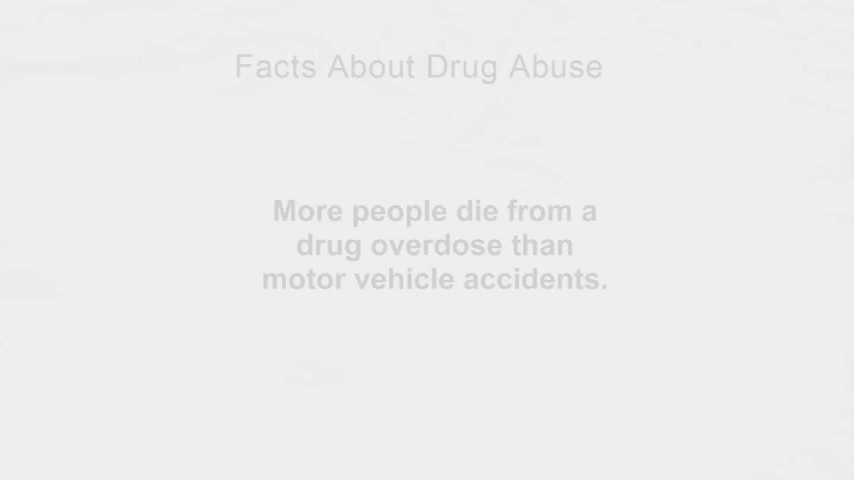 Facts About Drug Abuse
More people die from a
drug overdose than
motor vehicle accidents.